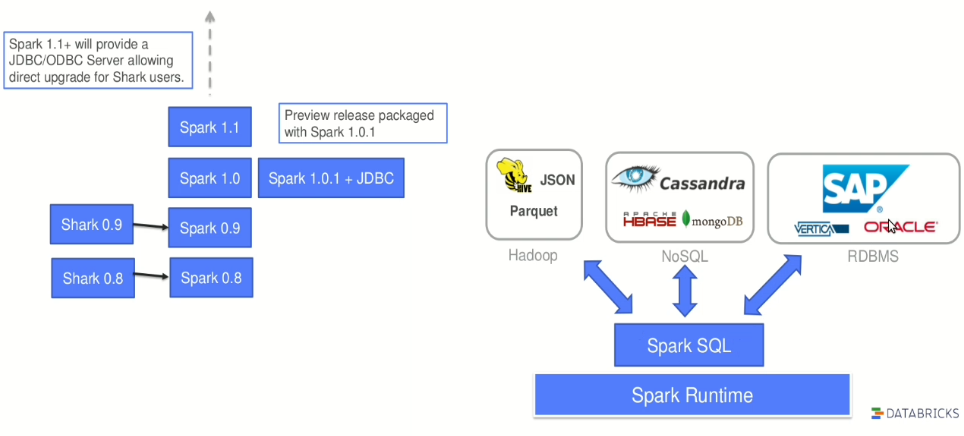 Spark 1.1+ will provide a
JDBC/ODBC Server allowing
direct upgrade for Shark users.
Spark 1.1
Preview release packaged
with Spark 1.0.1
Spark 1.0
Spark 1.0.1 + JDBC
Shark 0.9
Spark 0.9
Shark 0.8
Spark 0.8
HIVE
JSON
Parquet
Hadoop
Cassandra
APACHE
HBASE
mongoDB
NoSQL
SAP
VERTICA
ORACLE
RDBMS
Spark SQL
Spark Runtime
DATABRICKS